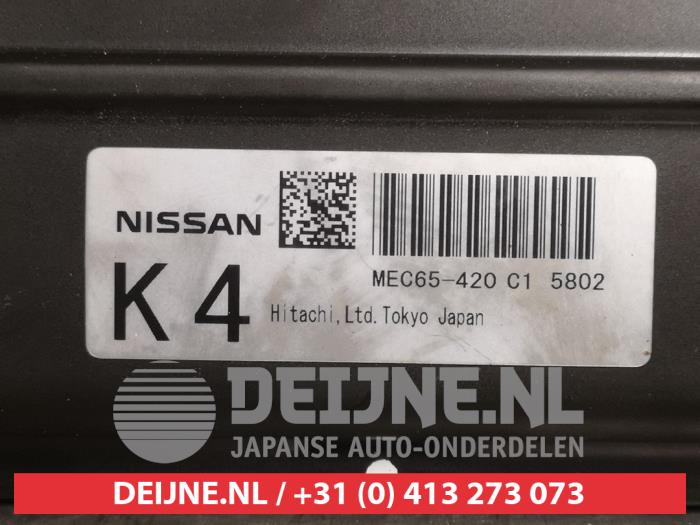 NISSAN
MEC65-420 C1 5802
K4
Hitachi,Ltd.Tokyo Japan
DEIJNE.NL
JAPANSE AUTO-ONDERDELEN
DEIJNE.NL / +31 (0) 413 273 073